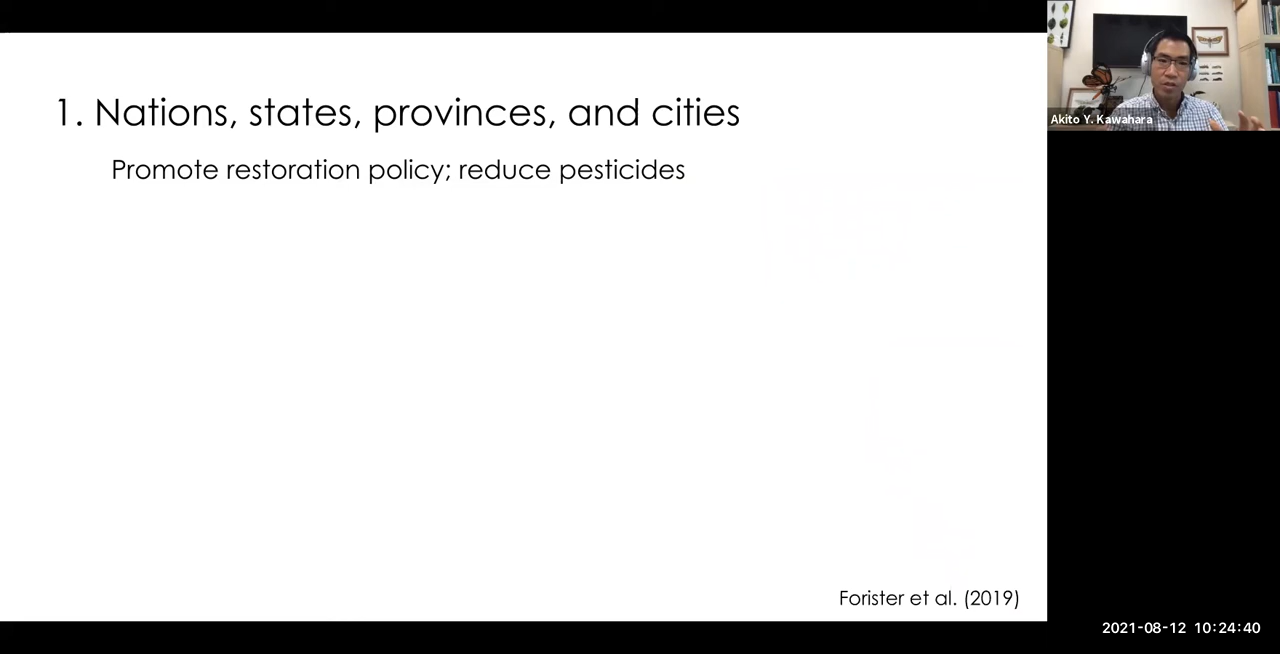 1. Nations, states, provinces, and cities
Promote restoration policy; reduce pesticides
Akito Y. Kawahara
Forister et al. (2019)
2021-08-12 10:24:40